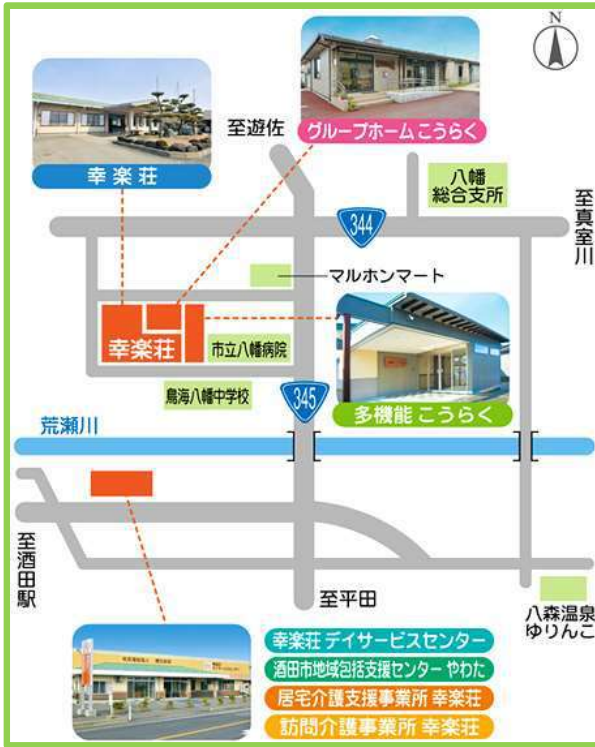 N
至遊佐
グループホーム こうらく
幸楽荘
八幡
総合支所
至真室川
344
マルホンマート
幸楽荘
市立八幡病院
鳥海八幡中学校
345
多機能 こうらく
荒瀬川
至酒田駅
至平田
八森温泉
ゆりんこ
幸楽荘 デイサービスセンター
酒田市地域包括支援センター やわた
居宅介護支援事業所 幸楽荘
訪問介護事業所 幸楽荘